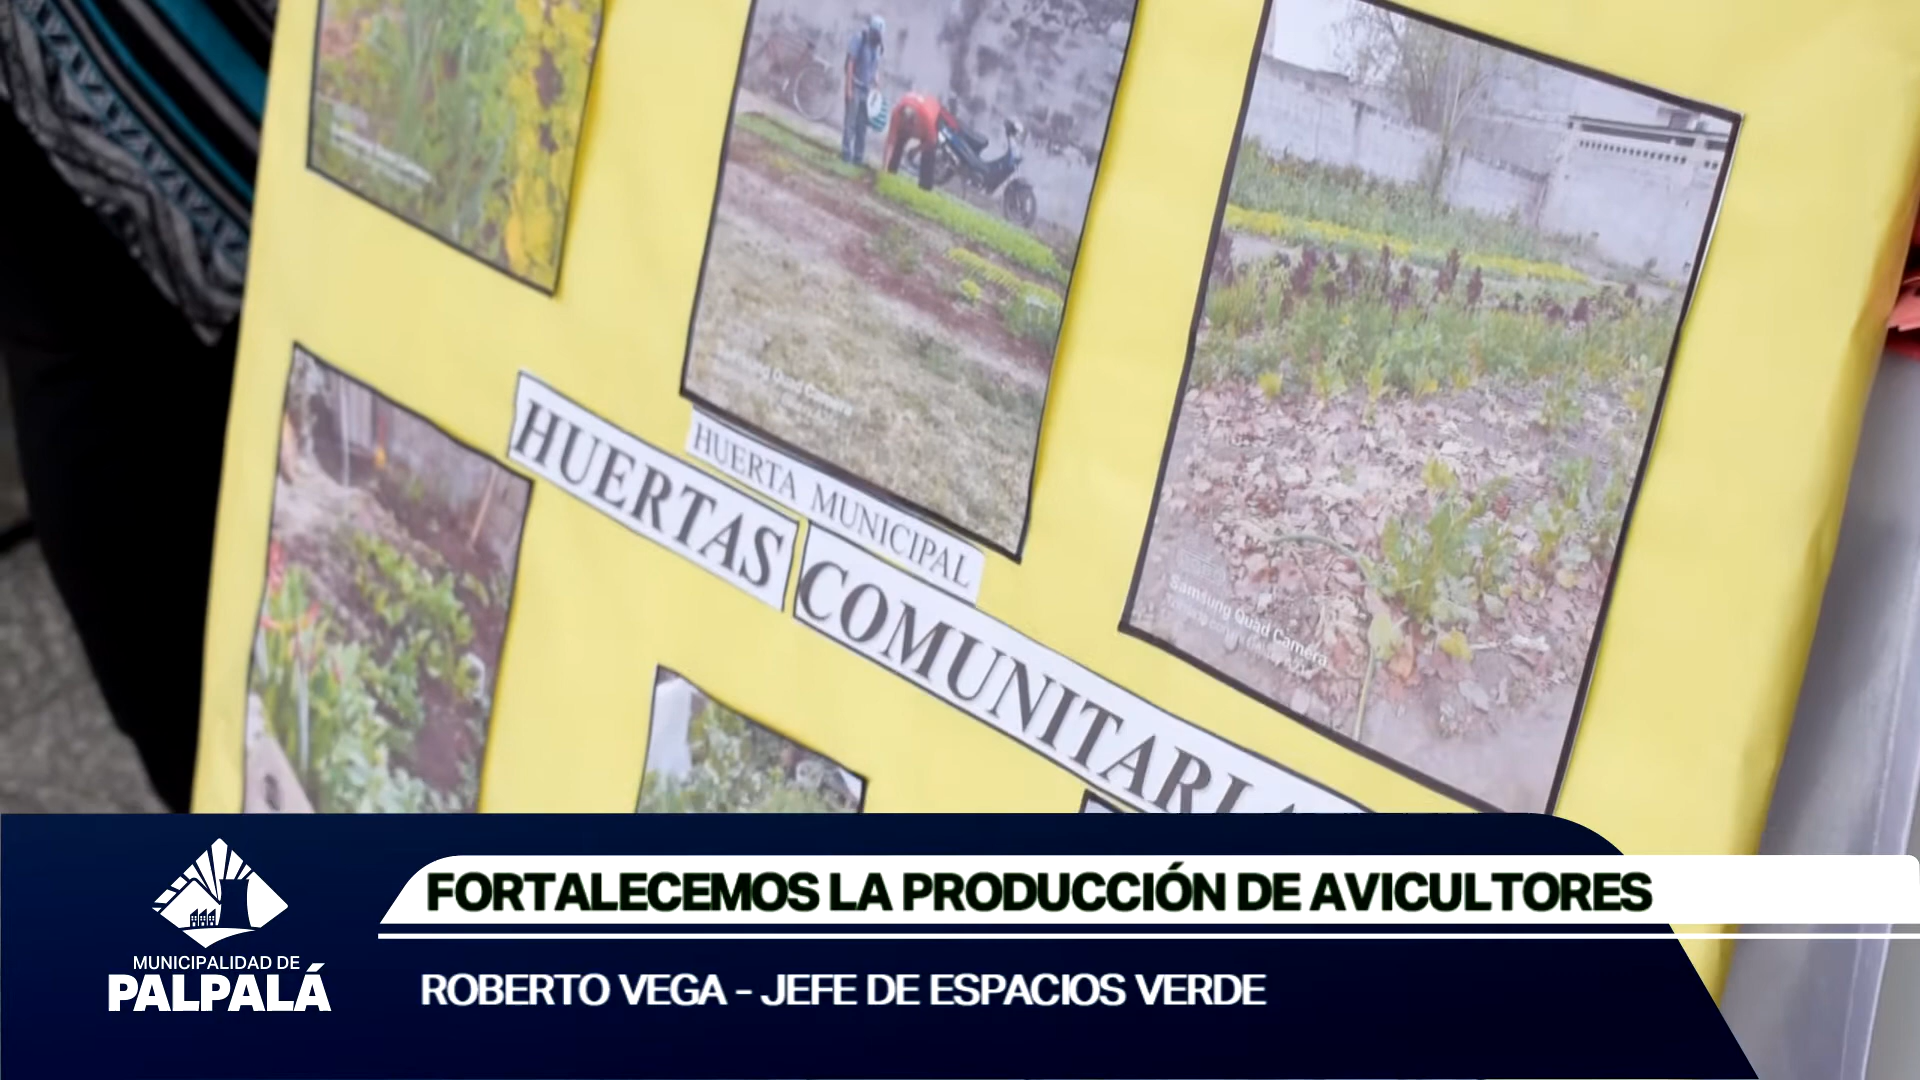 HUERTA MUNICIPAL
HUERTAS COMUNITARIA
Samsung Quad Camera
FORTALECEMOS LA PRODUCCIÓN DE AVICULTORES
MUNICIPALIDAD DE
PALPALÁ
ROBERTO VEGA - JEFE DE ESPACIOS VERDE